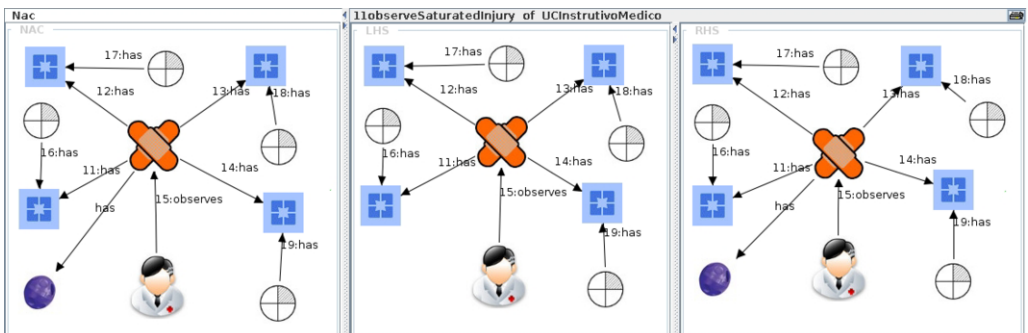 Nac
11observeSaturatedInjury of UCInstrutivoMedico
NAC
LHS
RHS
17:has
12:has
13:has
18:has
16:has
11:has
14:has
has
15:observes
19:has
17:has
12:has
13:has
18:has
16:has
11:has
14:has
15:observes
19:has
17:has
12:has
13:has
18:has
16:has
11:has
14:has
has
15:observes
19:has